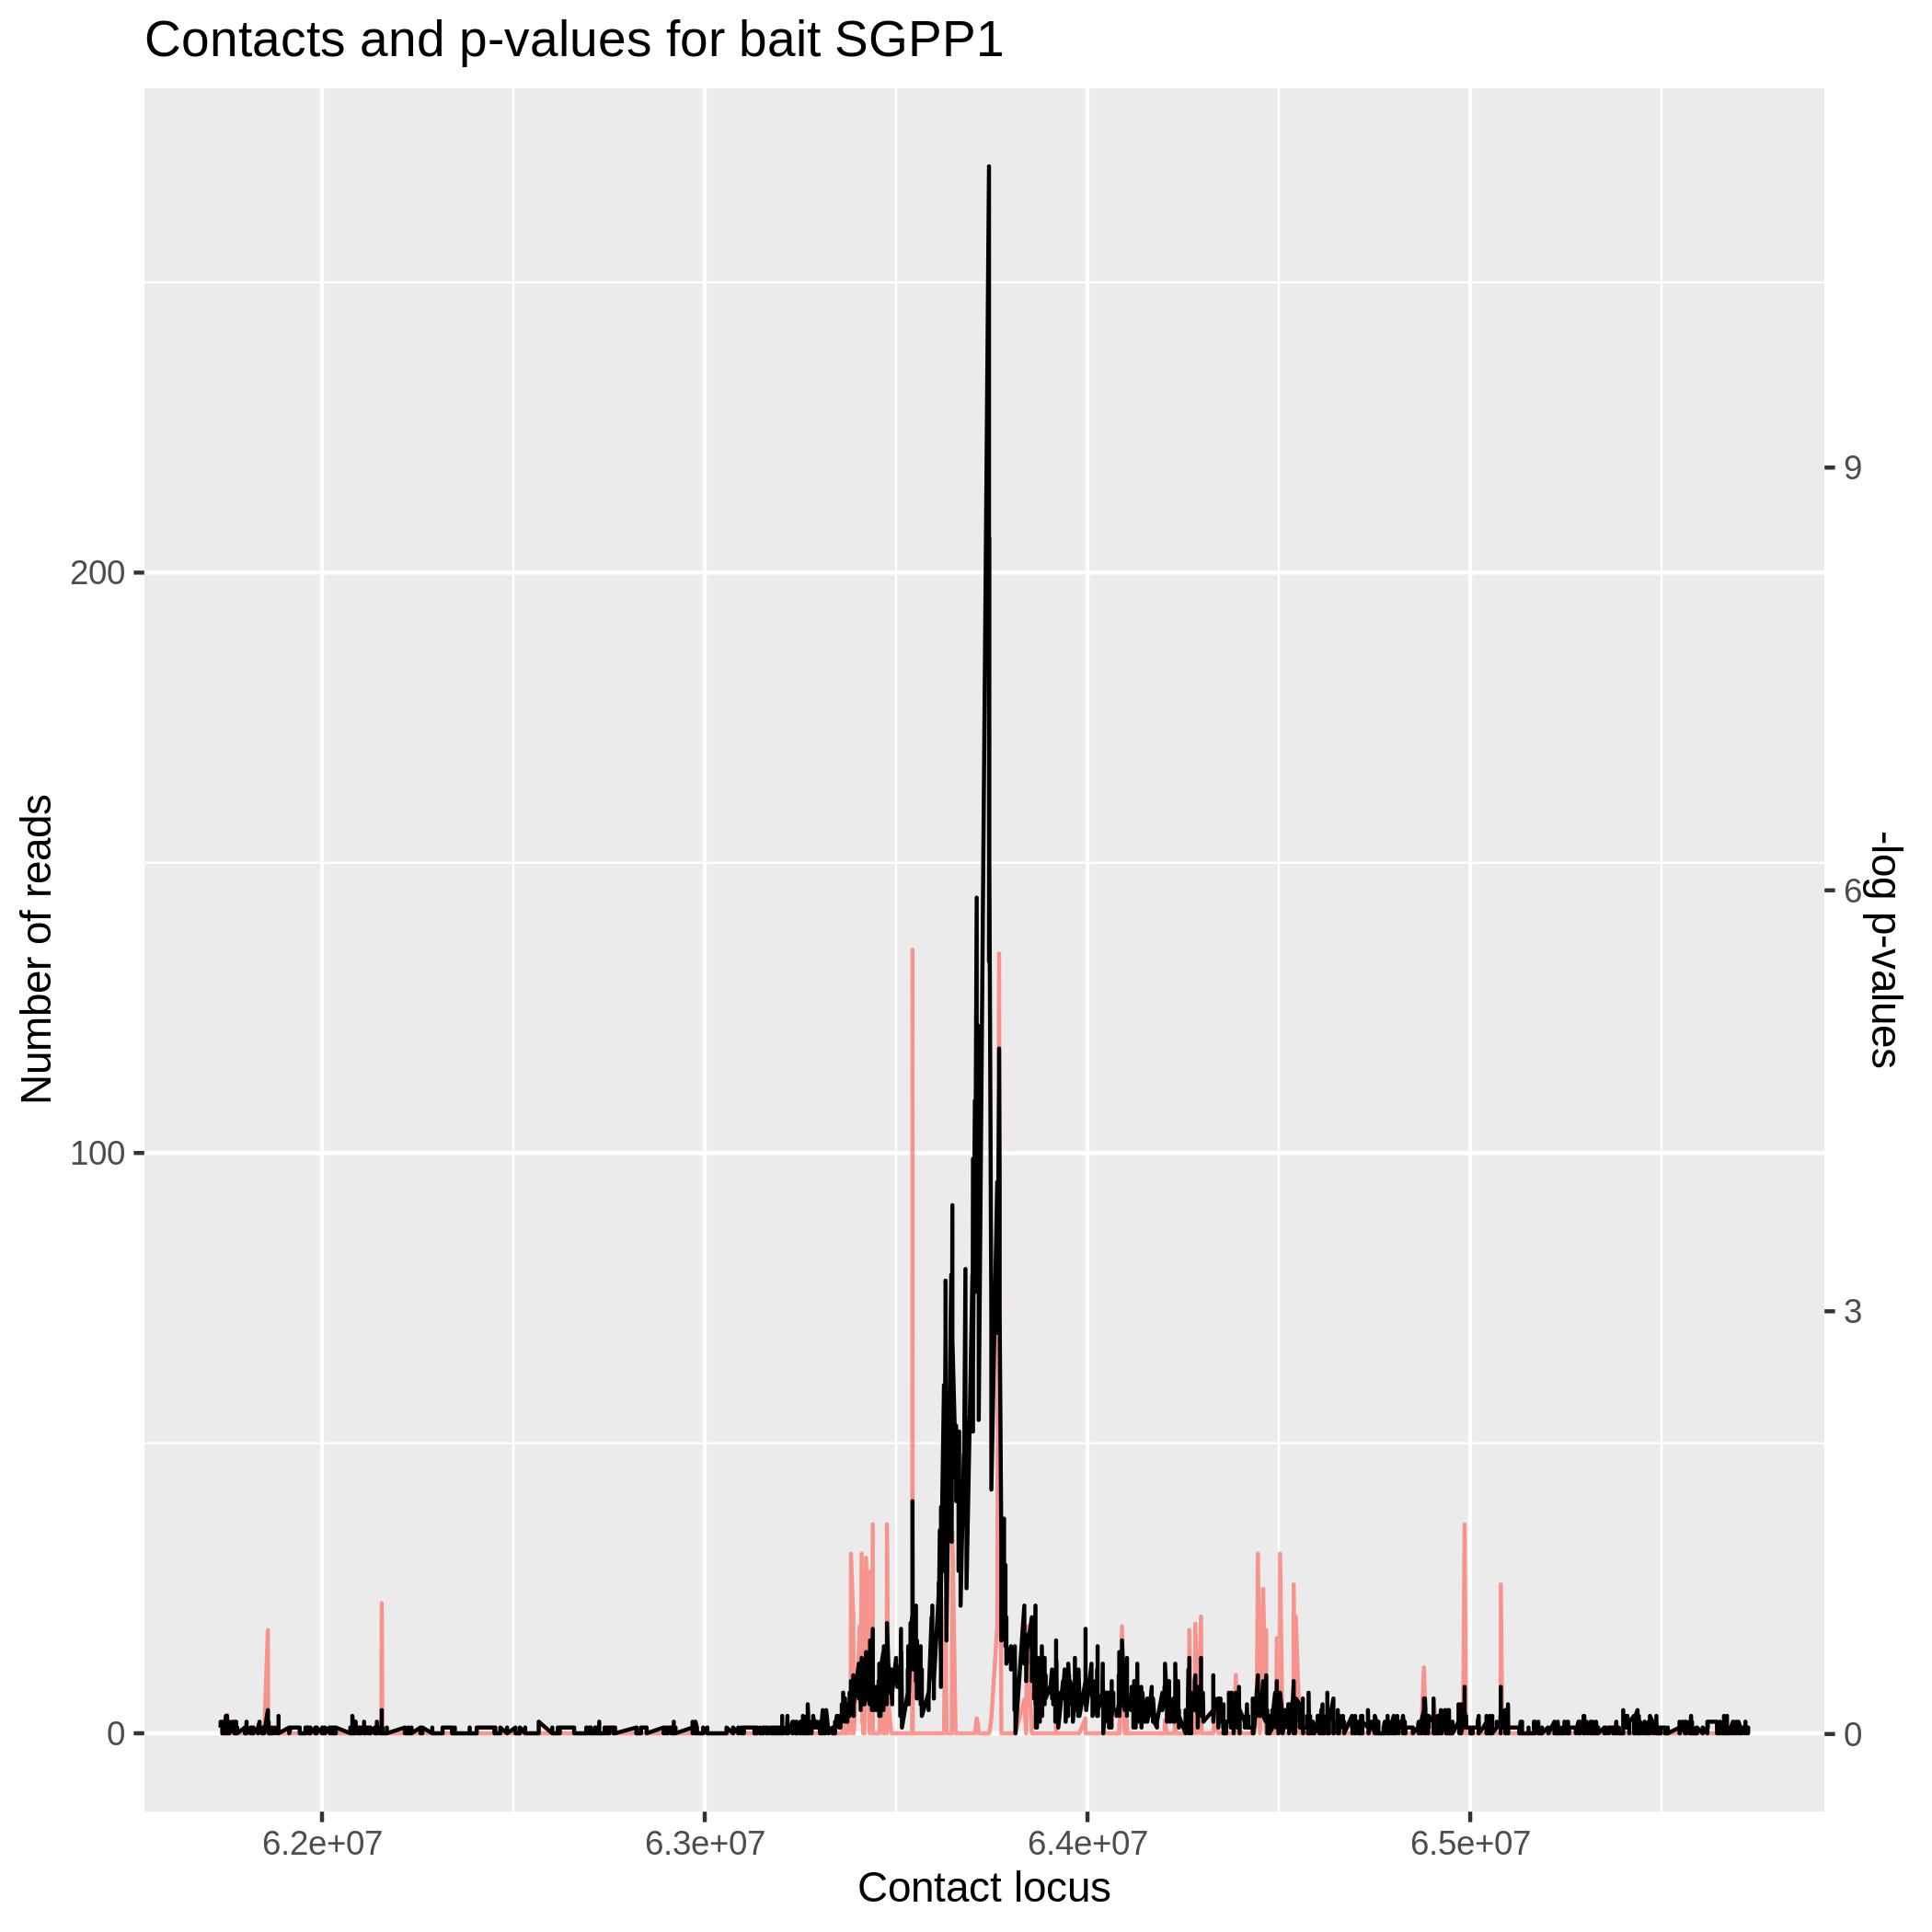 Contacts and p-values for bait SGPP1
Number of reads
200
100
0
9
6
3
0
-log p-values
6.2e+07
6.3e+07
6.4e+07
6.5e+07
Contact locus